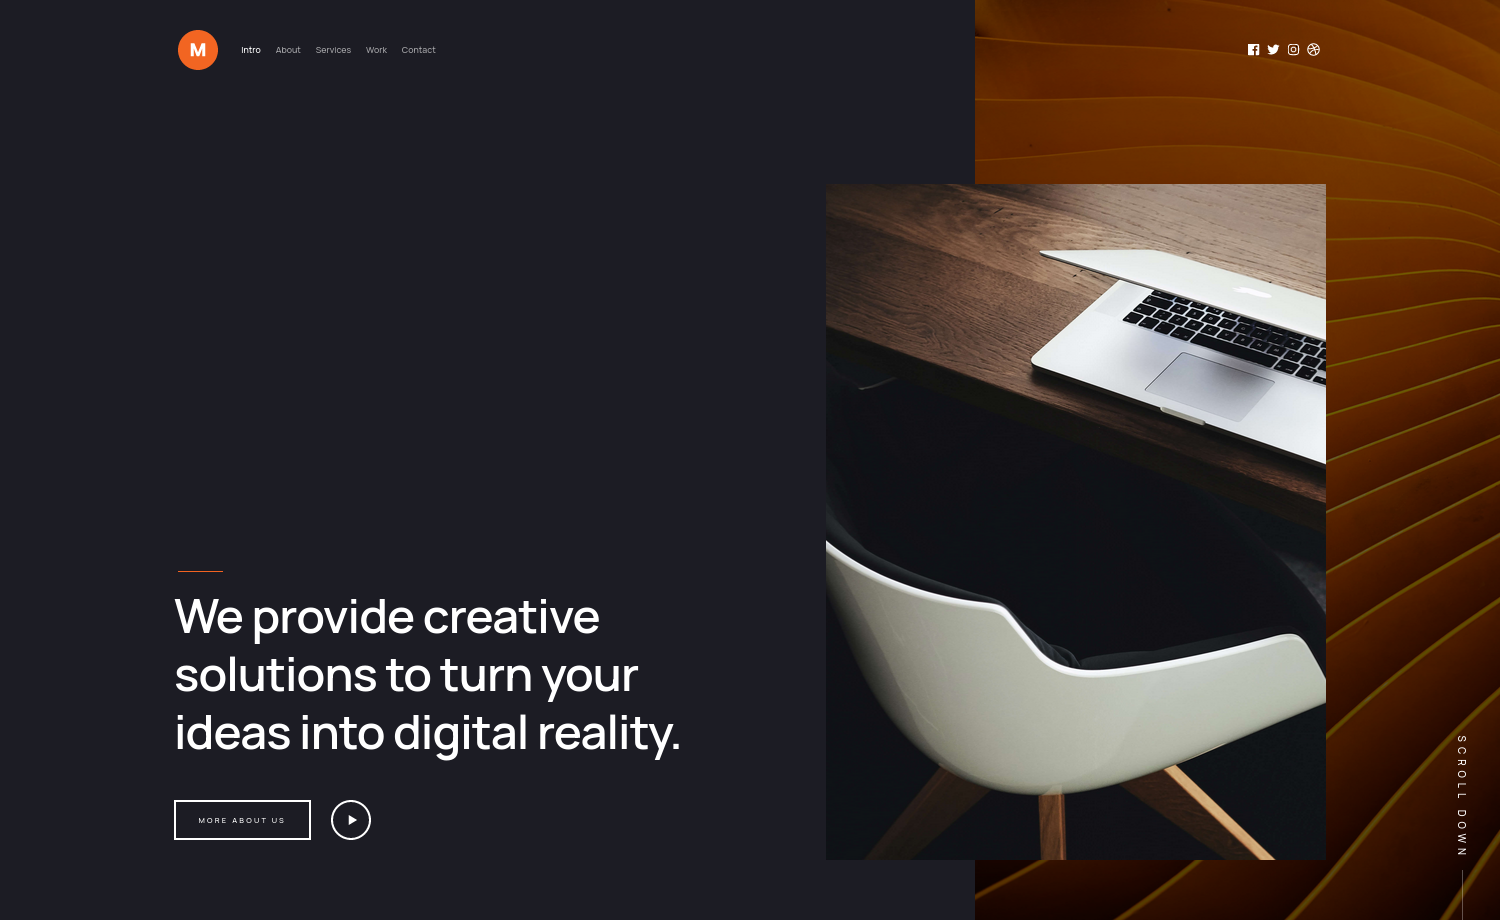 M
Intro
About
Services
Work
Contact
We provide creative
solutions to turn your
ideas into digital reality.
MORE ABOUT US
SCROLL DOWN